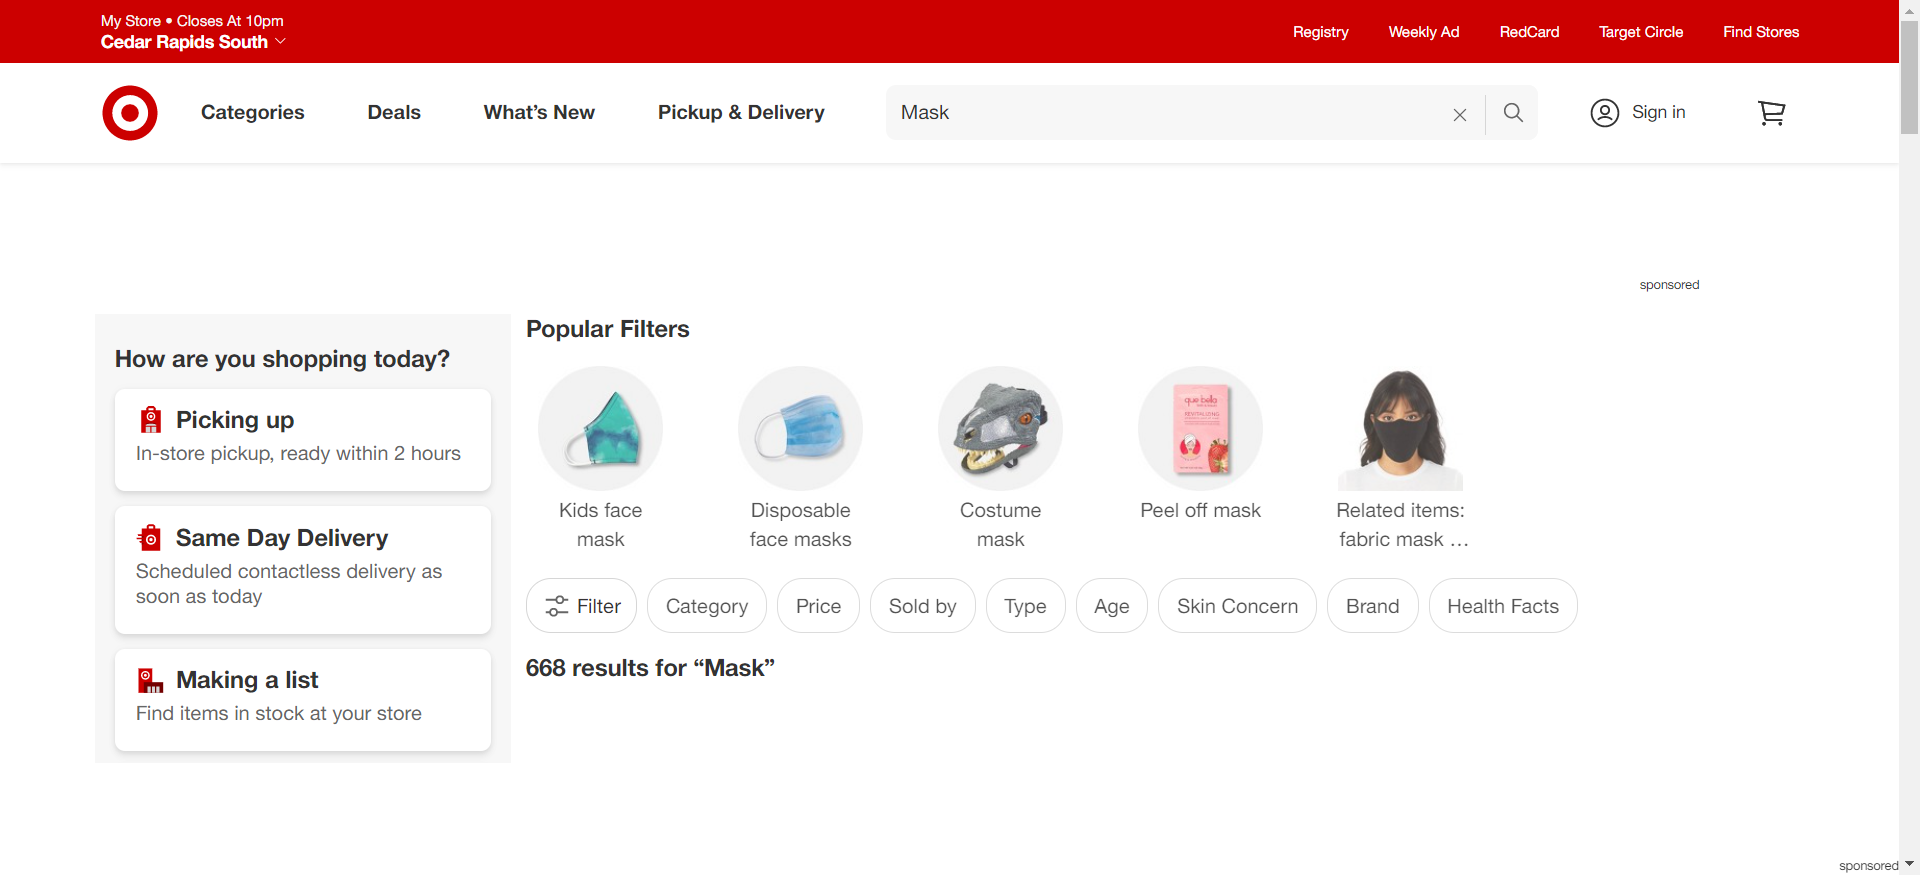 My Store • Closes At 10pm
Cedar Rapids South
Registry
Weekly Ad
RedCard
Target Circle
Find Stores
Categories
Deals
What's New
Pickup & Delivery
Mask
Sign in
sponsored
How are you shopping today?
Picking up
In-store pickup, ready within 2 hours
Same Day Delivery
Scheduled contactless delivery as
soon as today
Making a list
Find items in stock at your store
Popular Filters
que bella
REVITALIZING
Kids face
mask
Disposable
face masks
Costume
mask
Peel off mask
Related items:
fabric mask …
Filter
Category
Price
Sold by
Type
Age
Skin Concern
Brand
Health Facts
668 results for “Mask”
sponsored